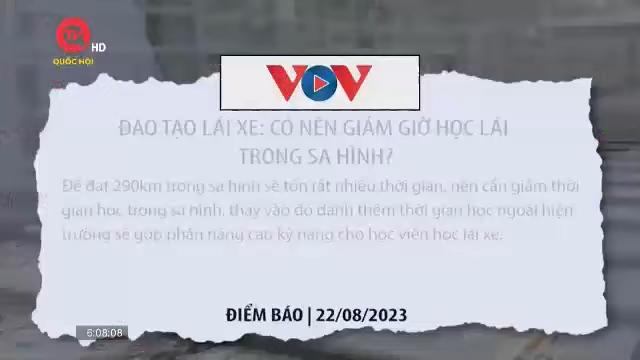 HD
QUỐC HỘI
VOV
ĐÀO TẠO LÁI XE: CÓ NÊN GIẢM GIỜ HỌC LÁI
TRONG SA HÌNH?
Để đạt 290km trong sa hình sẽ tốn rất nhiều thời gian, nên cần giảm thời
gian học trong sa hình, thay vào đó dành thêm thời gian học ngoài hiện
trường sẽ góp phần nâng cao kỹ năng cho học viên học lái xe.
ĐIỂM BÁO | 22/08/2023
6:08:08